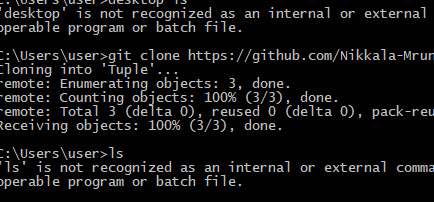 'desktop' is not recognized as an internal or external
operable program or batch file.
C:\Users\user>git clone https://github.com/Nikkala-Mrun
Cloning into 'Tuple'...
remote: Enumerating objects: 3, done.
remote: Counting objects: 100% (3/3), done.
remote: Total 3 (delta 0), reused 0 (delta 0), pack-reu
Receiving objects: 100% (3/3), done.
C:\Users\user>ls
'ls' is not recognized as an internal or external comma
operable program or batch file.